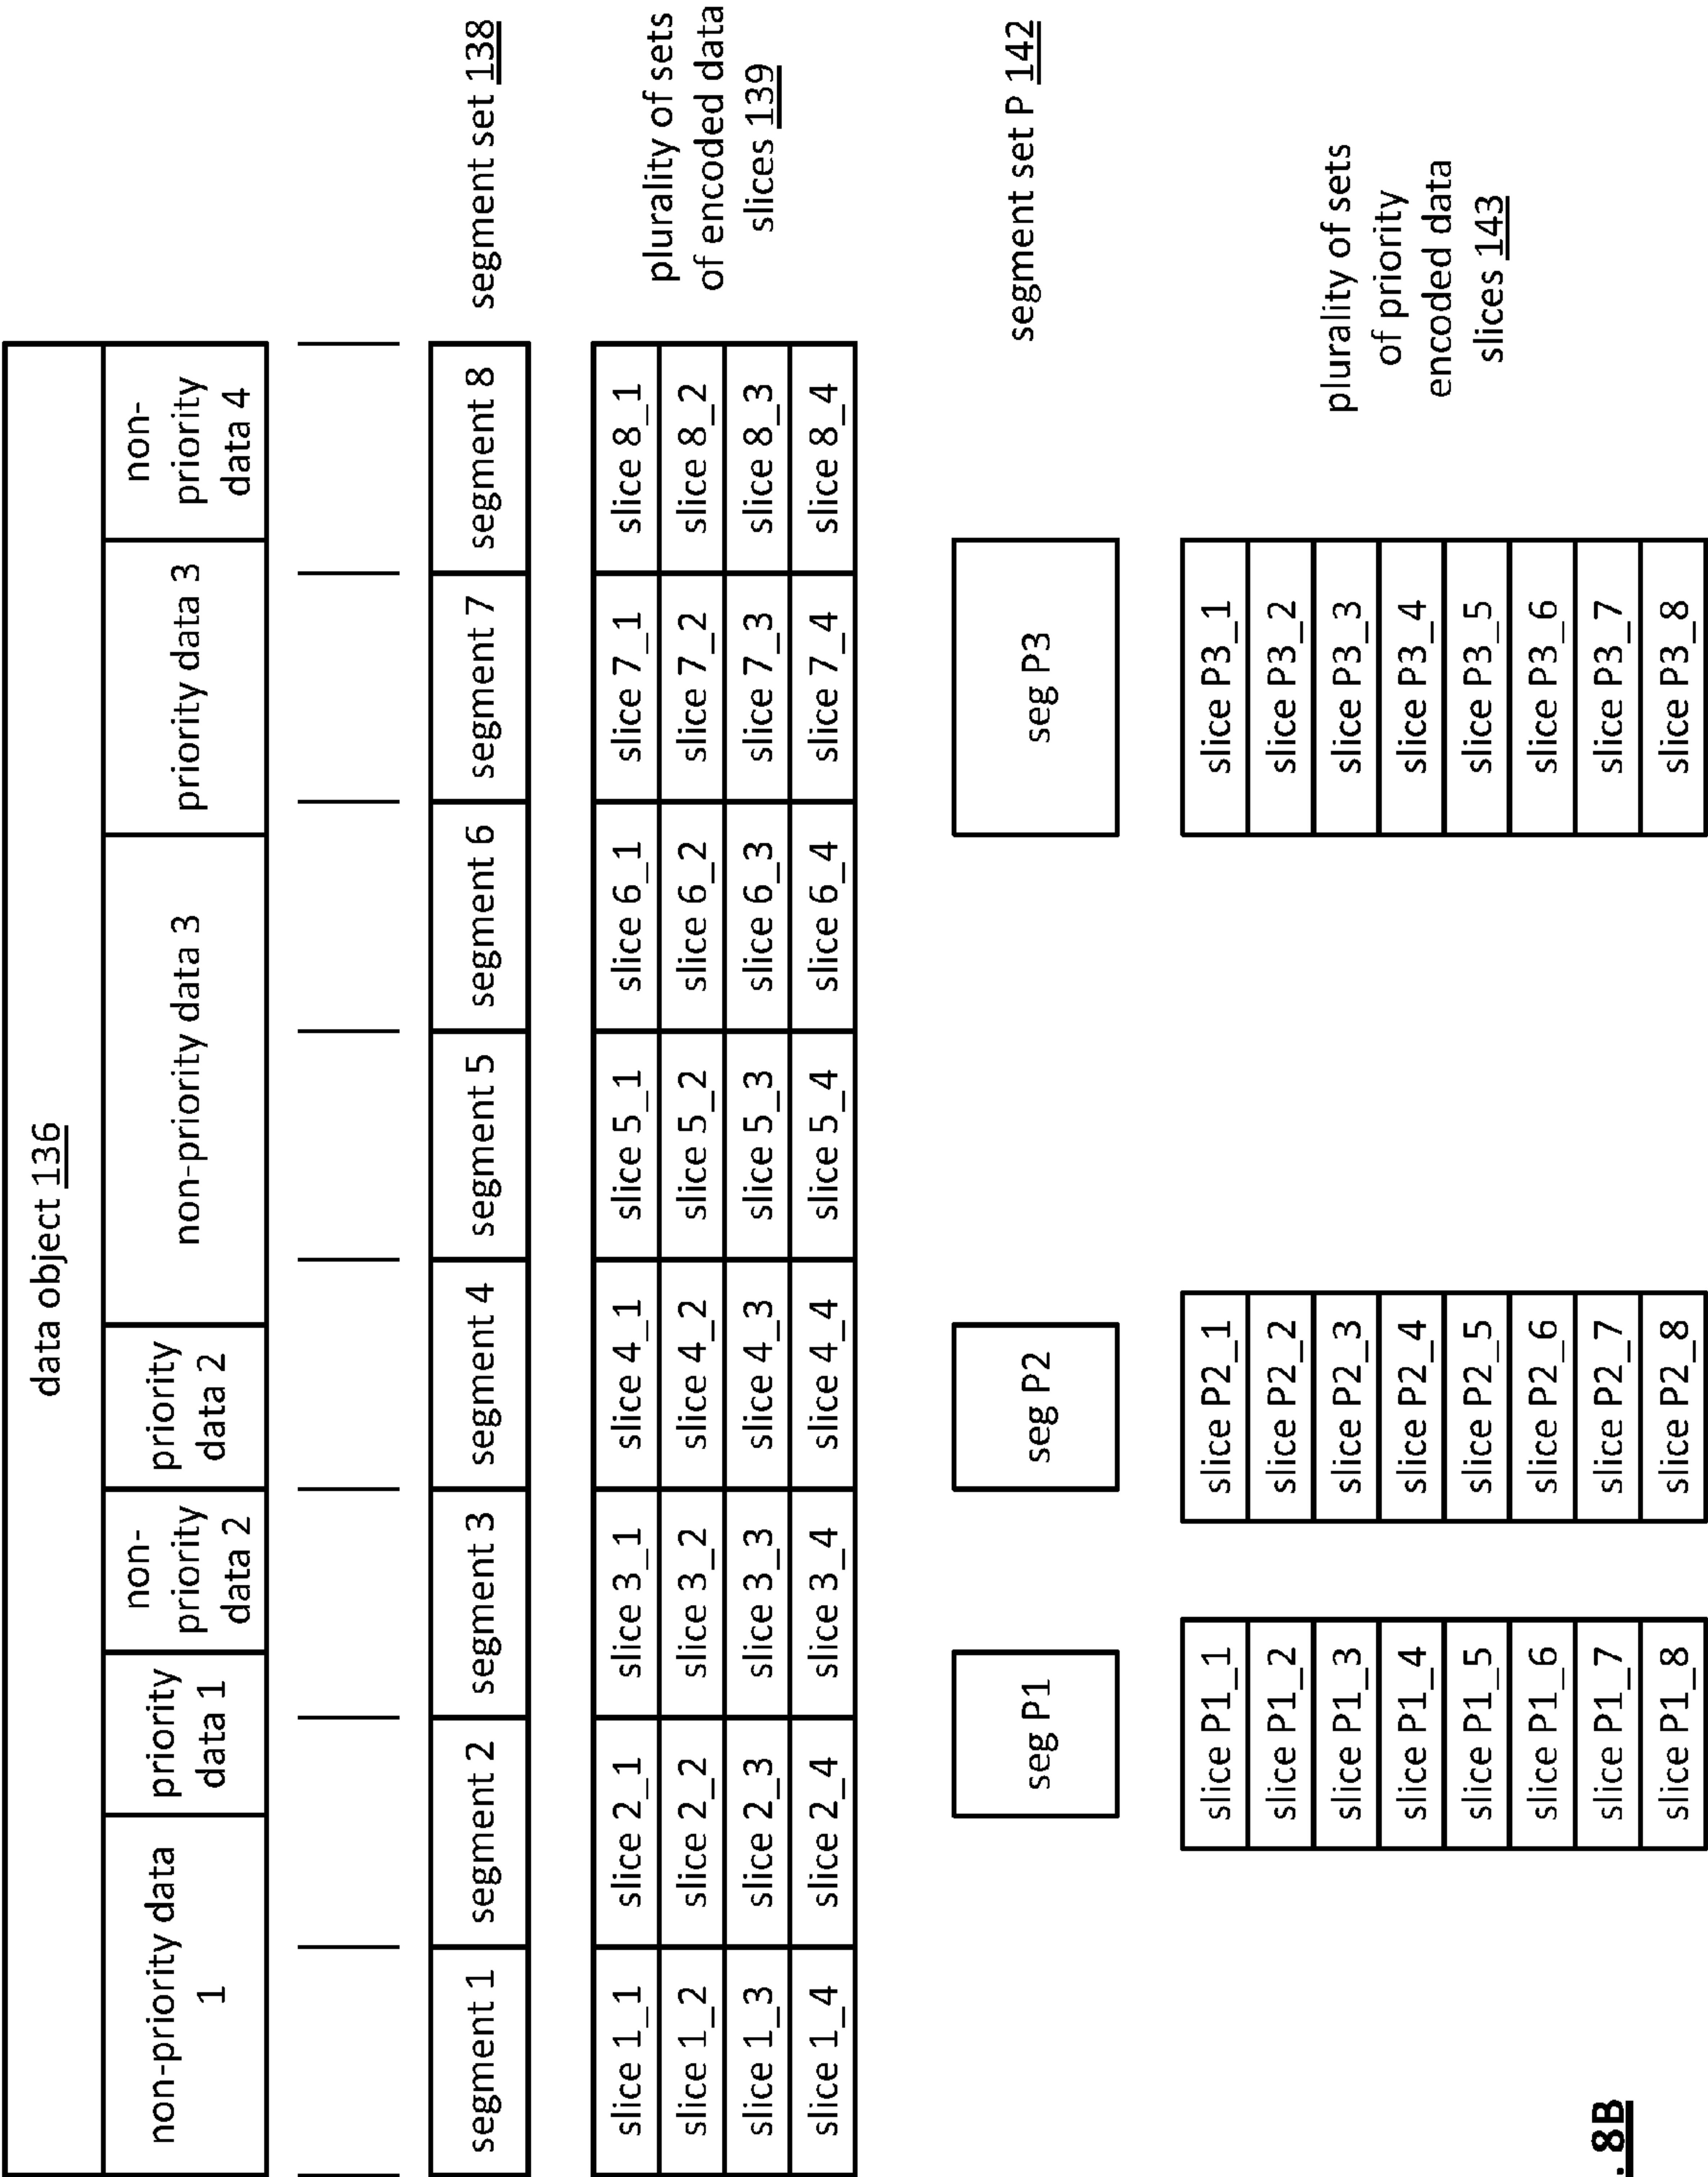 data object 136
non-priority data
1
priority
data 1
non-
priority
data 2
priority
data 2
non-priority data 3
priority data 3
non-
priority
data 4
segment 1
segment 2
segment 3
segment 4
segment 5
segment 6
segment 7
segment 8
segment set 138
slice 1_1
slice 2_1
slice 3_1
slice 4_1
slice 5_1
slice 6_1
slice 7_1
slice 8_1
slice 1_2
slice 2_2
slice 3_2
slice 4_2
slice 5_2
slice 6_2
slice 7_2
slice 8_2
slice 1_3
slice 2_3
slice 3_3
slice 4_3
slice 5_3
slice 6_3
slice 7_3
slice 8_3
slice 1_4
slice 2_4
slice 3_4
slice 4_4
slice 5_4
slice 6_4
slice 7_4
slice 8_4
plurality of sets
of encoded data
slices 139
seg P1
seg P2
seg P3
segment set P 142
slice P1_1
slice P2_1
slice P3_1
slice P1_2
slice P2_2
slice P3_2
slice P1_3
slice P2_3
slice P3_3
slice P1_4
slice P2_4
slice P3_4
slice P1_5
slice P2_5
slice P3_5
slice P1_6
slice P2_6
slice P3_6
slice P1_7
slice P2_7
slice P3_7
slice P1_8
slice P2_8
slice P3_8
plurality of sets
of priority
encoded data
slices 143
. 8B